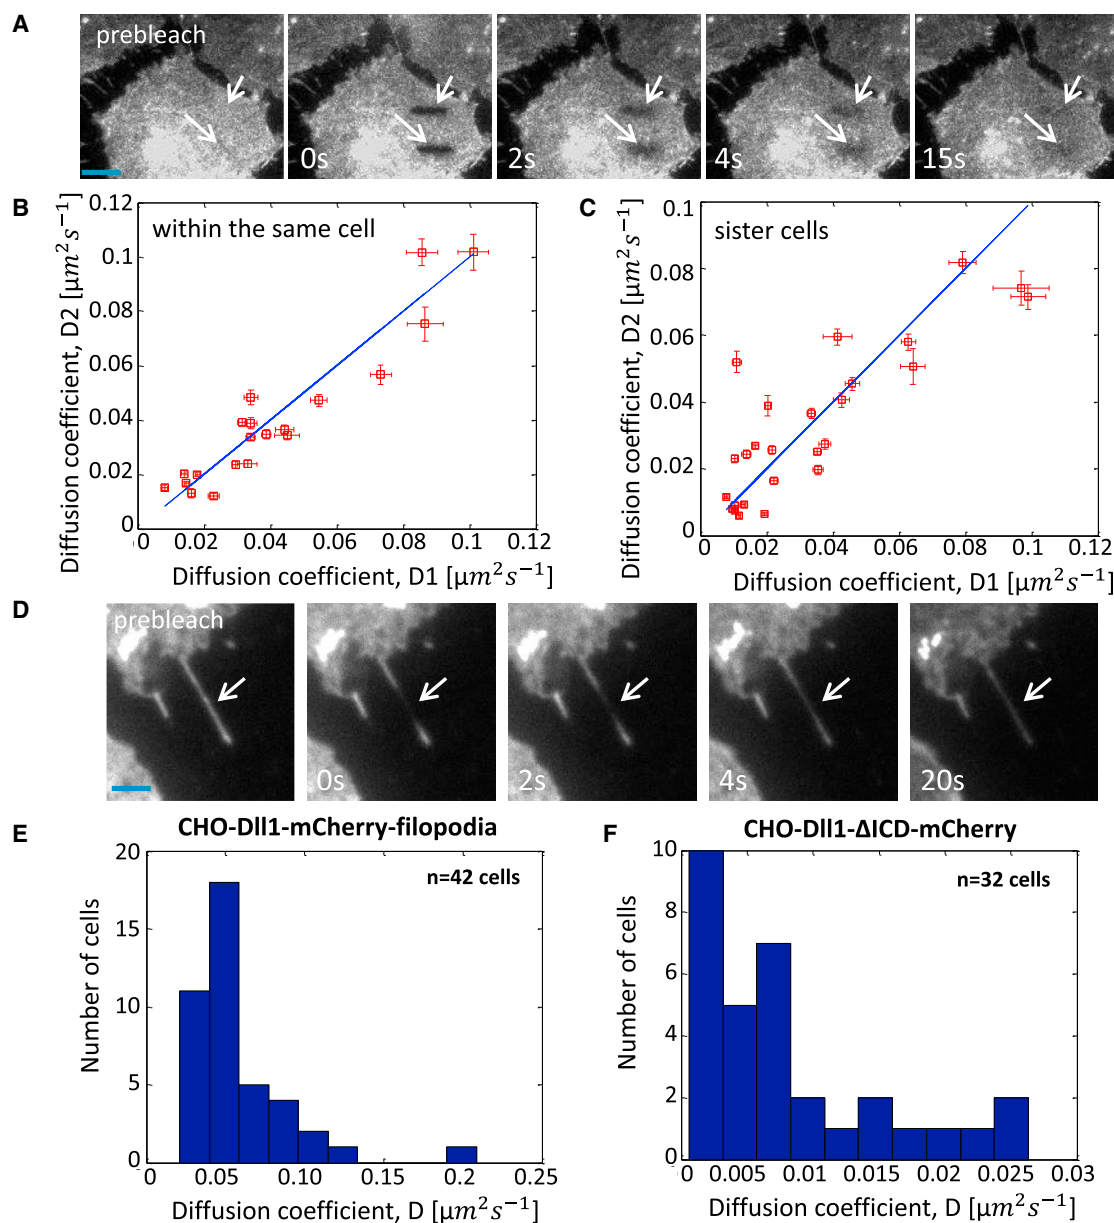 A
prebleach
0s
2s
4s
15s
B
within the same cell
0.12
0.1
0.08
0.06
0.04
0.02
0
0 0.02 0.04 0.06 0.08 0.1 0.12
Diffusion coefficient, D2 [µm²s⁻¹]
Diffusion coefficient, D1 [µm²s⁻¹]
C
sister cells
0.1
0.08
0.06
0.04
0.02
0
0 0.02 0.04 0.06 0.08 0.1 0.12
Diffusion coefficient, D2 [µm²s⁻¹]
Diffusion coefficient, D1 [µm²s⁻¹]
D
prebleach
0s
2s
4s
20s
E
CHO-Dll1-mCherry-filopodia
n=42 cells
20
15
10
5
0
0 0.05 0.10 0.15 0.2 0.25
Number of cells
Diffusion coefficient, D [µm²s⁻¹]
F
CHO-Dll1-ΔICD-mCherry
n=32 cells
10
8
6
4
2
0
0 0.005 0.01 0.015 0.02 0.025 0.03
Number of cells
Diffusion coefficient, D [µm²s⁻¹]